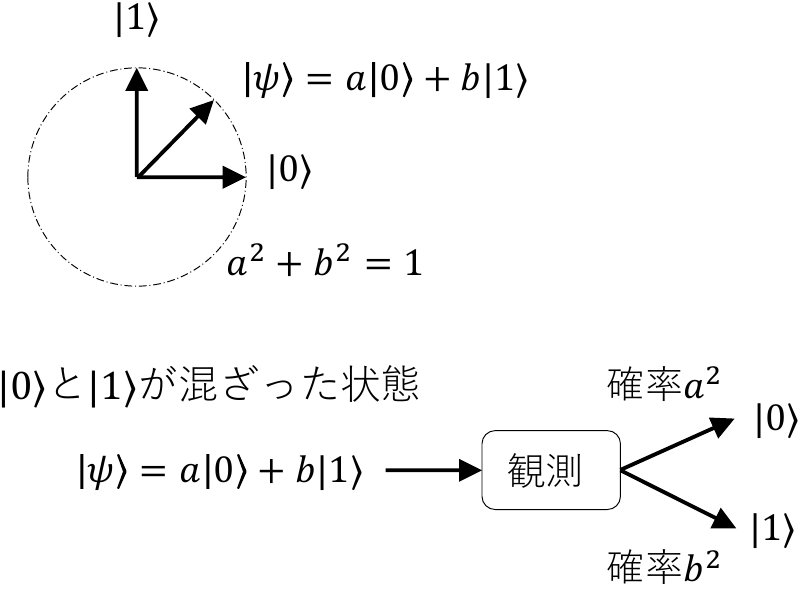 |1⟩
|ψ⟩ = a|0⟩ + b|1⟩
|0⟩
a² + b² = 1
|0⟩と|1⟩が混ざった状態
確率a²
|0⟩
|ψ⟩ = a|0⟩ + b|1⟩
観測
|1⟩
確率b²